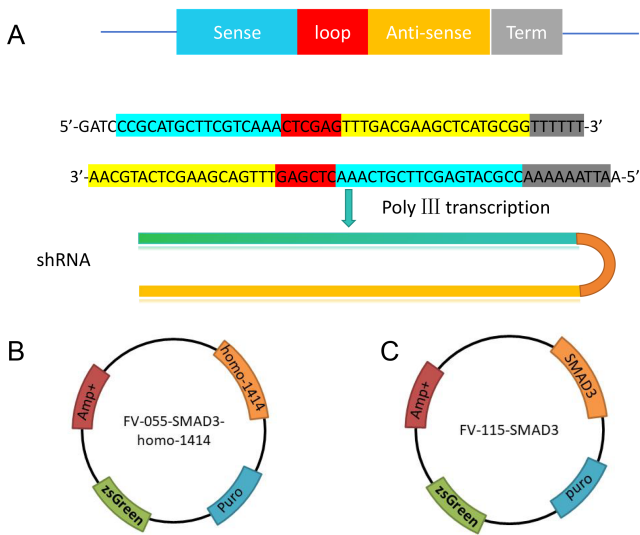 A
Sense loop Anti-sense Term
5’-GATCCCGCATGCTTCGTCAAACTCGAGTTTGACGAAGCTCATGCGGTTTTTT-3’
3’-AACGTACTCGAAGCAGTTTGAGCTCAAACTGCTTCGAGTACGCCAAAAAATTAA-5’
Poly III transcription
shRNA
B
Amp+
homo-1414
FV-055-SMAD3-
homo-1414
zsGreen
Puro
C
Amp+
SMAD3
FV-115-SMAD3
zsGreen
puro